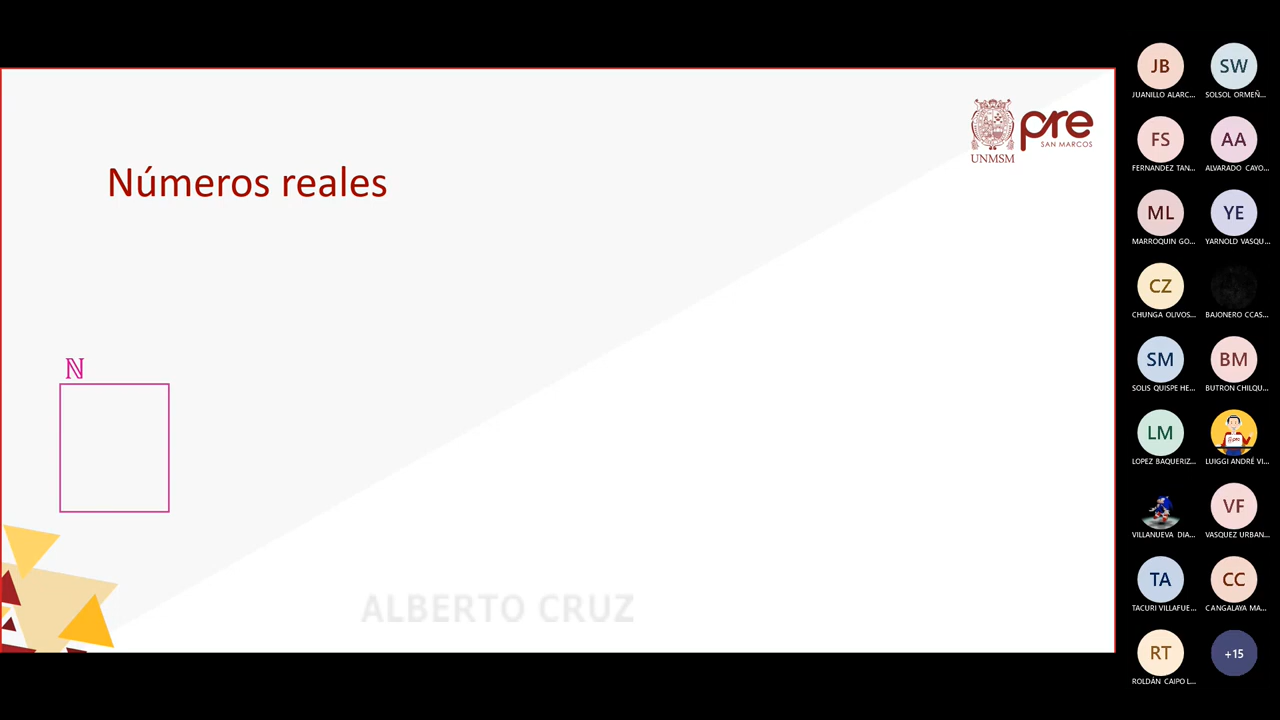 Números reales
UNMSM
pre
SAN MARCOS
ℕ
ALBERTO CRUZ
JB
JUANILLO ALARC...
SW
SOLSOL ORMEÑ...
FS
FERNANDEZ TAN...
AA
ALVARADO CAYO...
ML
MARROQUIN GO...
YE
YARNOLD VASQU...
CZ
CHUNGA OLIVOS...
BAJONERO CCAS...
SM
SOLIS QUISPE HE...
BM
BUTRON CHILQU...
LM
LOPEZ BAQUERIZ...
LUIGGI ANDRÉ VI...
VILLANUEVA DIA...
VF
VASQUEZ URBAN...
TA
TACURI VILLAFUE...
CC
CANGALAYA MA...
RT
ROLDÁN CAIPO L...
+15